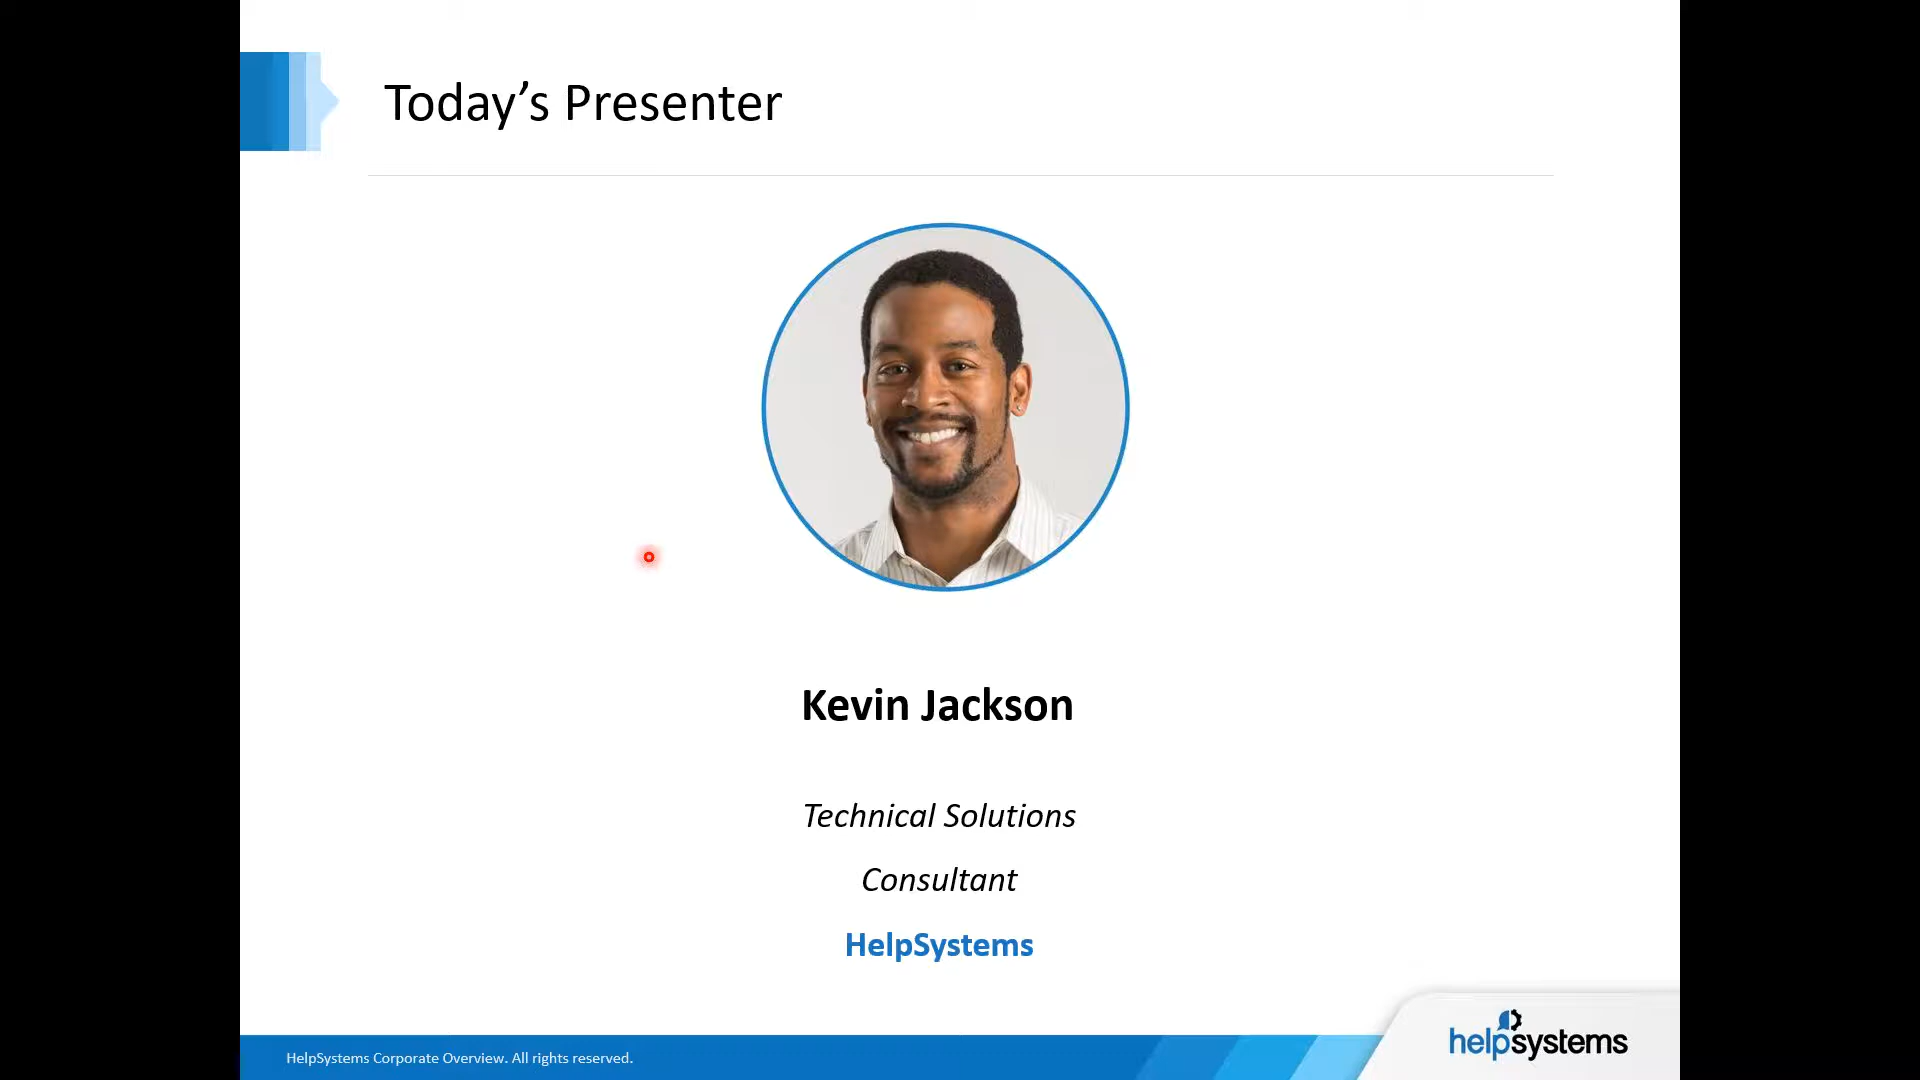 Today’s Presenter
Kevin Jackson
Technical Solutions
Consultant
HelpSystems
HelpSystems Corporate Overview. All rights reserved.
helpsystems